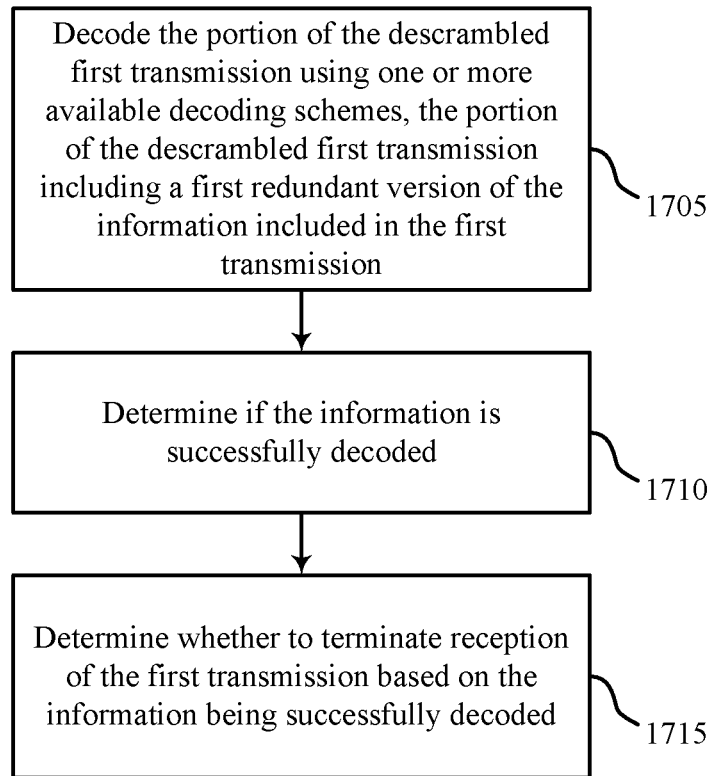 Decode the portion of the descrambled
first transmission using one or more
available decoding schemes, the portion
of the descrambled first transmission
including a first redundant version of the
information included in the first
transmission
1705
Determine if the information is
successfully decoded
1710
Determine whether to terminate reception
of the first transmission based on the
information being successfully decoded
1715